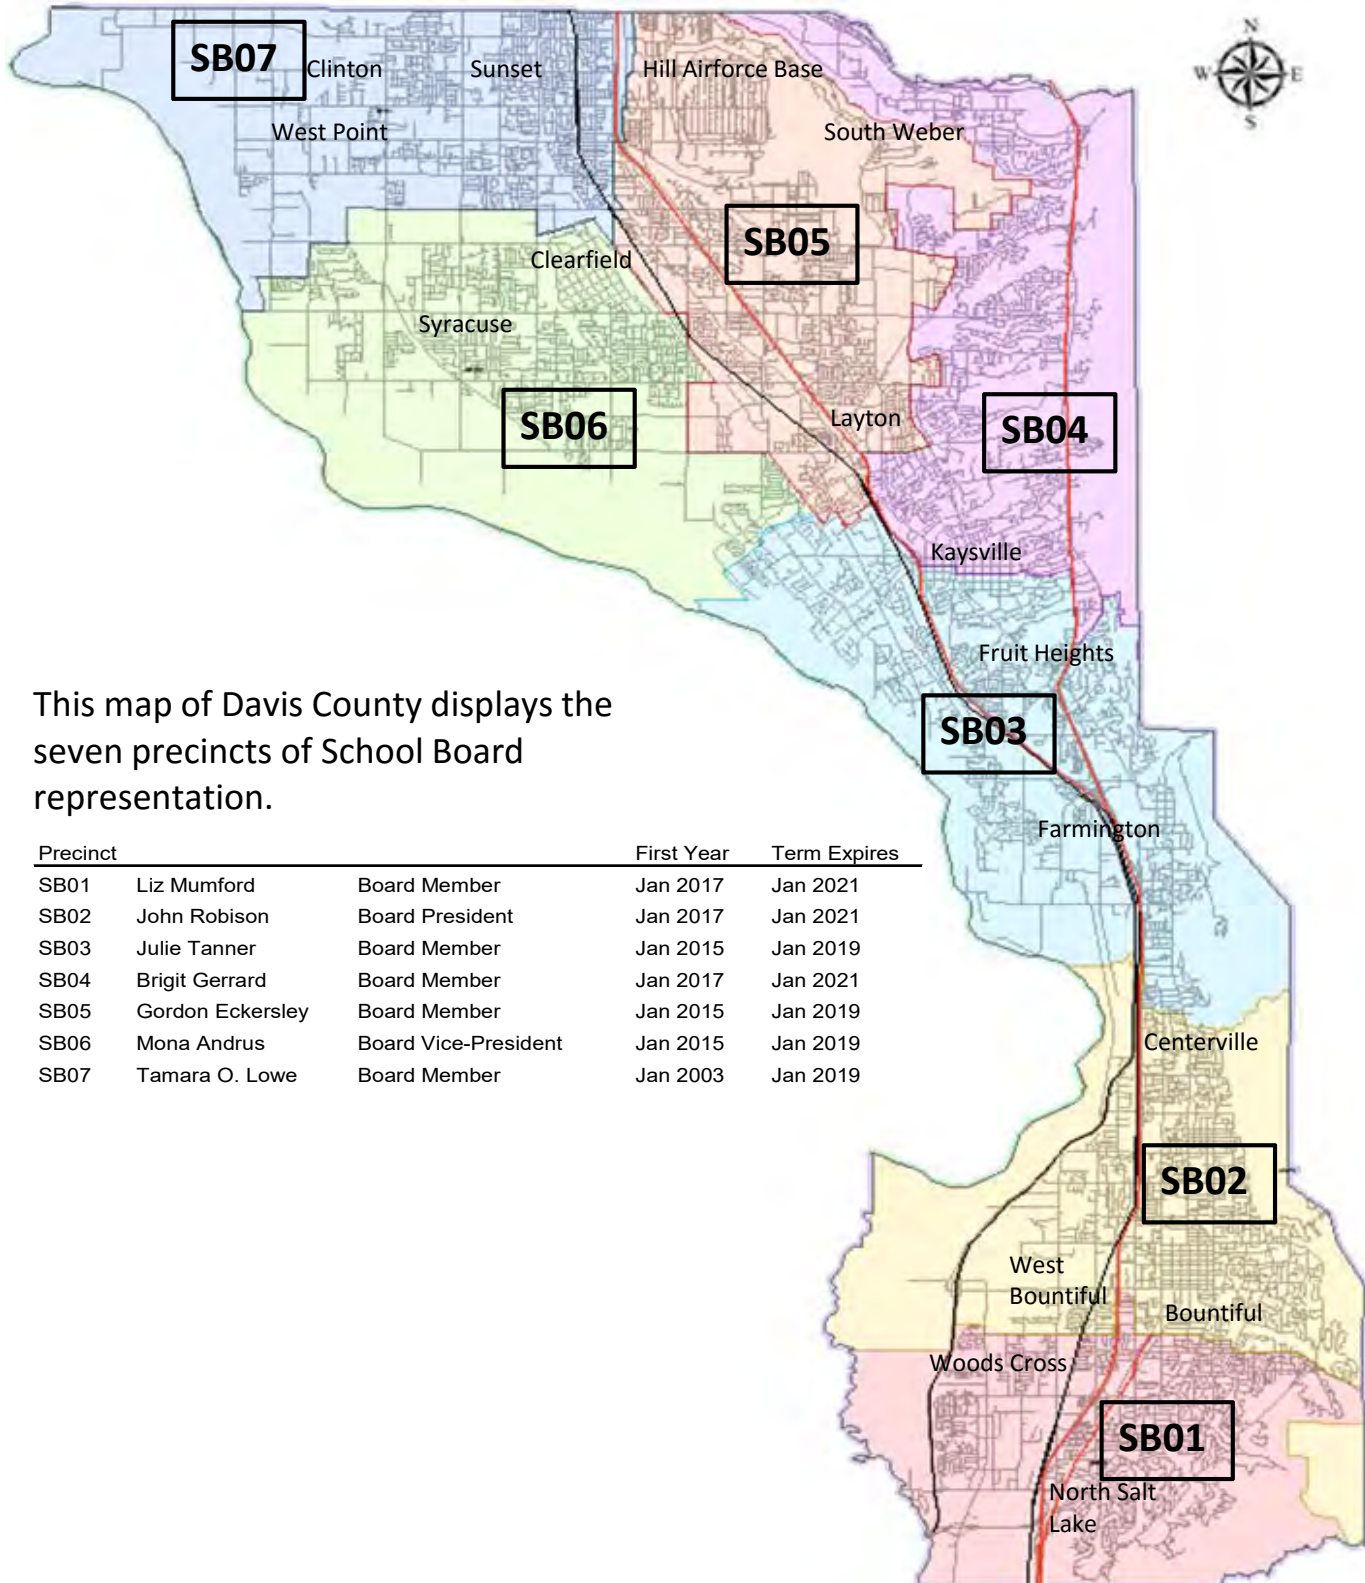 N
W E
S
SB07
Clinton
Sunset
Hill Airforce Base
West Point
South Weber
SB05
Clearfield
Syracuse
SB06
Layton
SB04
Kaysville
Fruit Heights
SB03
Farmington
This map of Davis County displays the
seven precincts of School Board
representation.
Precinct First Year Term Expires
SB01 Liz Mumford Board Member Jan 2017 Jan 2021
SB02 John Robison Board President Jan 2017 Jan 2021
SB03 Julie Tanner Board Member Jan 2015 Jan 2019
SB04 Brigit Gerrard Board Member Jan 2017 Jan 2021
SB05 Gordon Eckersley Board Member Jan 2015 Jan 2019
SB06 Mona Andrus Board Vice-President Jan 2015 Jan 2019
SB07 Tamara O. Lowe Board Member Jan 2003 Jan 2019
Centerville
SB02
West
Bountiful
Bountiful
Woods Cross
SB01
North Salt
Lake